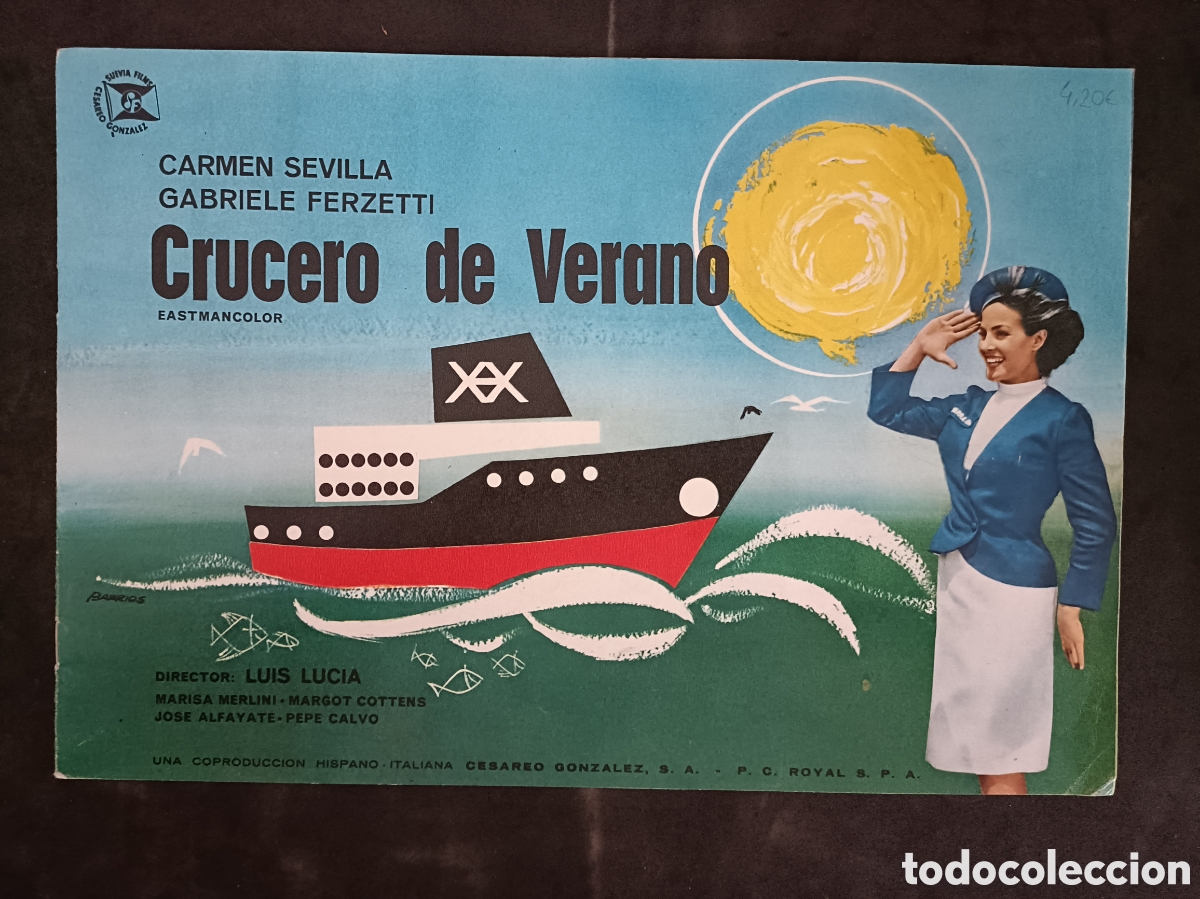 SUEVIA FILMS
CESAREO GONZALEZ
SF
4,20€
CARMEN SEVILLA
GABRIELE FERZETTI
Crucero de Verano
EASTMANCOLOR
BARRIOS
DIRECTOR: LUIS LUCIA
MARISA MERLINI - MARGOT COTTENS
JOSE ALFAYATE - PEPE CALVO
UNA COPRODUCCION HISPANO - ITALIANA CESAREO GONZALEZ, S. A. - P. C. ROYAL S. P. A.
todocoleccion